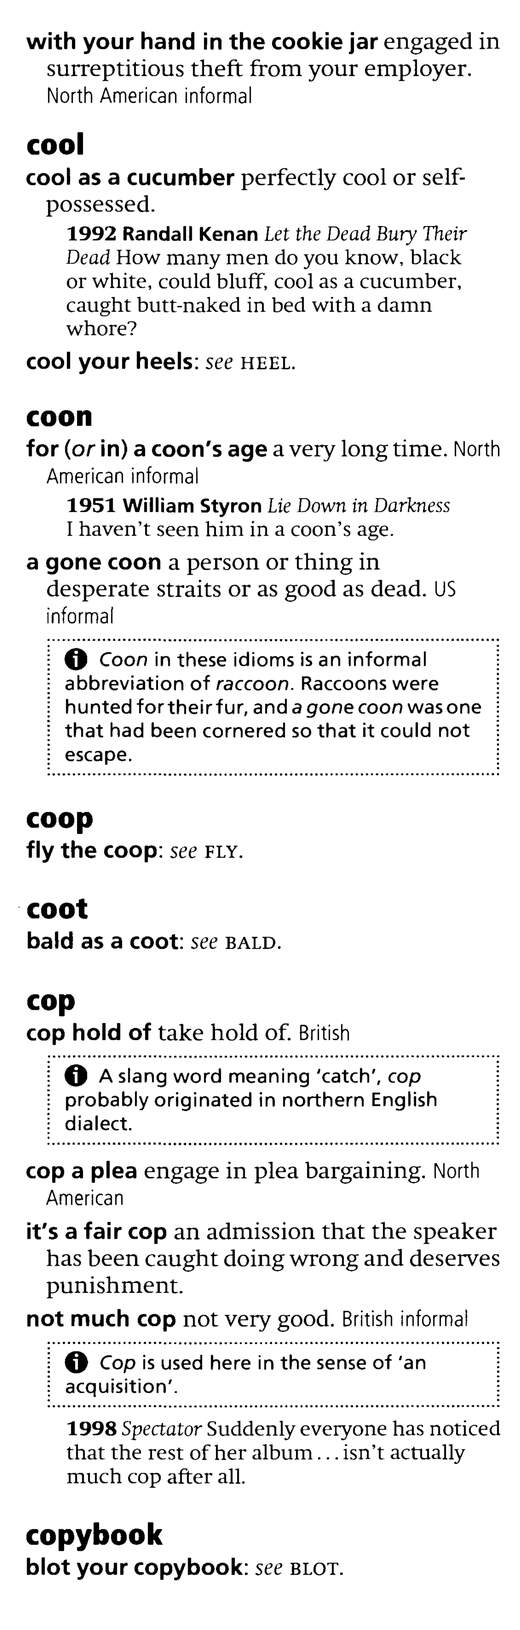 with your hand in the cookie jar engaged in
surreptitious theft from your employer.
North American informal
cool
cool as a cucumber perfectly cool or self-
possessed.
1992 Randall Kenan Let the Dead Bury Their
Dead How many men do you know, black
or white, could bluff, cool as a cucumber,
caught butt-naked in bed with a damn
whore?
cool your heels: see HEEL.
coon
for (or in) a coon's age a very long time. North
American informal
1951 William Styron Lie Down in Darkness
I haven't seen him in a coon's age.
a gone coon a person or thing in
desperate straits or as good as dead. US
informal
Coon in these idioms is an informal
abbreviation of raccoon. Raccoons were
hunted for their fur, and a gone coon was one
that had been cornered so that it could not
escape.
coop
fly the coop: see FLY.
coot
bald as a coot: see BALD.
cop
cop hold of take hold of. British
A slang word meaning 'catch', cop
probably originated in northern English
dialect.
cop a plea engage in plea bargaining. North
American
it's a fair cop an admission that the speaker
has been caught doing wrong and deserves
punishment.
not much cop not very good. British informal
Cop is used here in the sense of 'an
acquisition'.
1998 Spectator Suddenly everyone has noticed
that the rest of her album ... isn't actually
much cop after all.
copybook
blot your copybook: see BLOT.